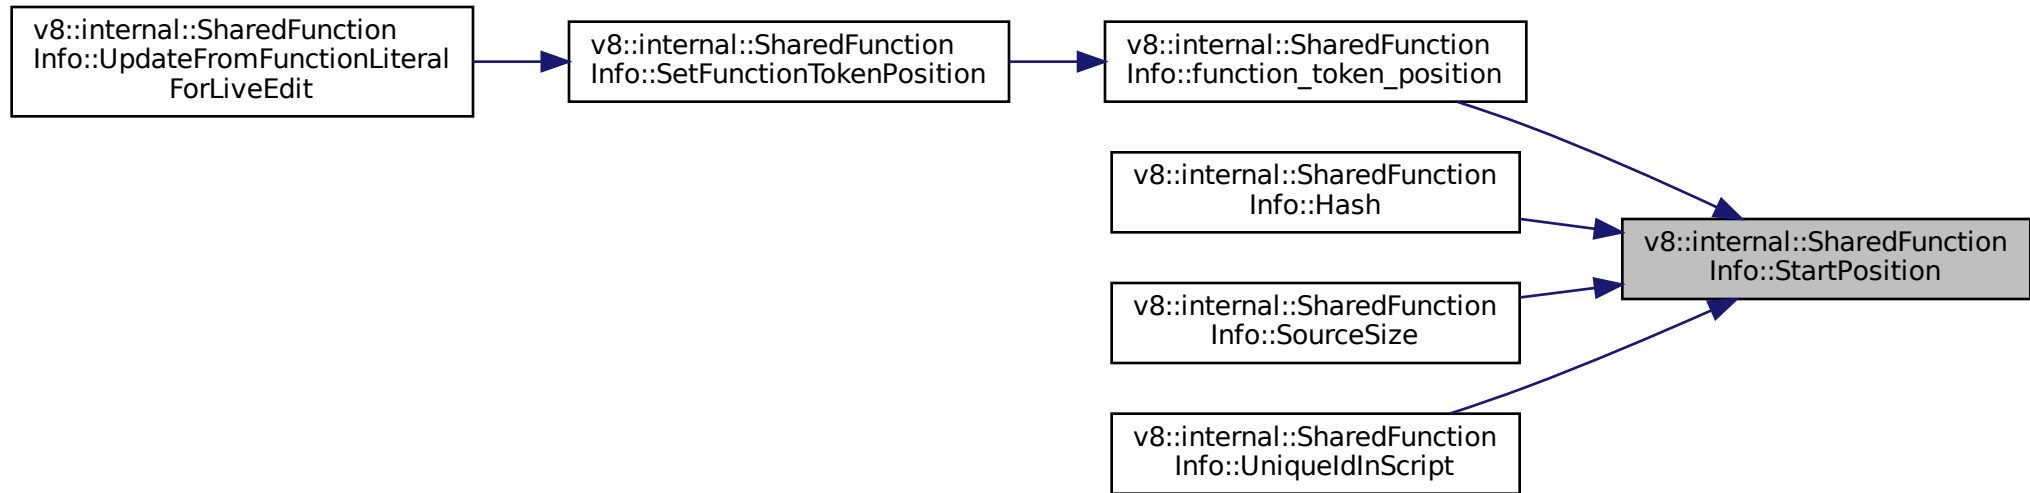 v8::internal::SharedFunction
Info::UpdateFromFunctionLiteral
ForLiveEdit
v8::internal::SharedFunction
Info::SetFunctionTokenPosition
v8::internal::SharedFunction
Info::function_token_position
v8::internal::SharedFunction
Info::Hash
v8::internal::SharedFunction
Info::SourceSize
v8::internal::SharedFunction
Info::UniqueIdInScript
v8::internal::SharedFunction
Info::StartPosition